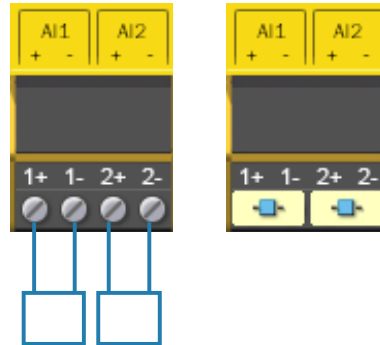 AI1 AI2
+ - + -
1+ 1- 2+ 2-
AI1 AI2
+ - + -
1+ 1- 2+ 2-